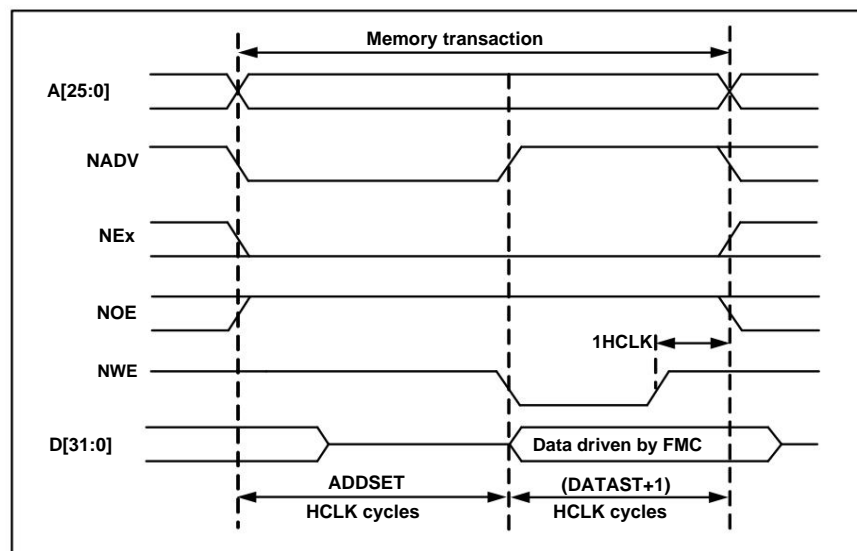 Memory transaction
A[25:0]
NADV
NEx
NOE
1HCLK
NWE
D[31:0]
Data driven by FMC
ADDSET
HCLK cycles
(DATAST+1)
HCLK cycles